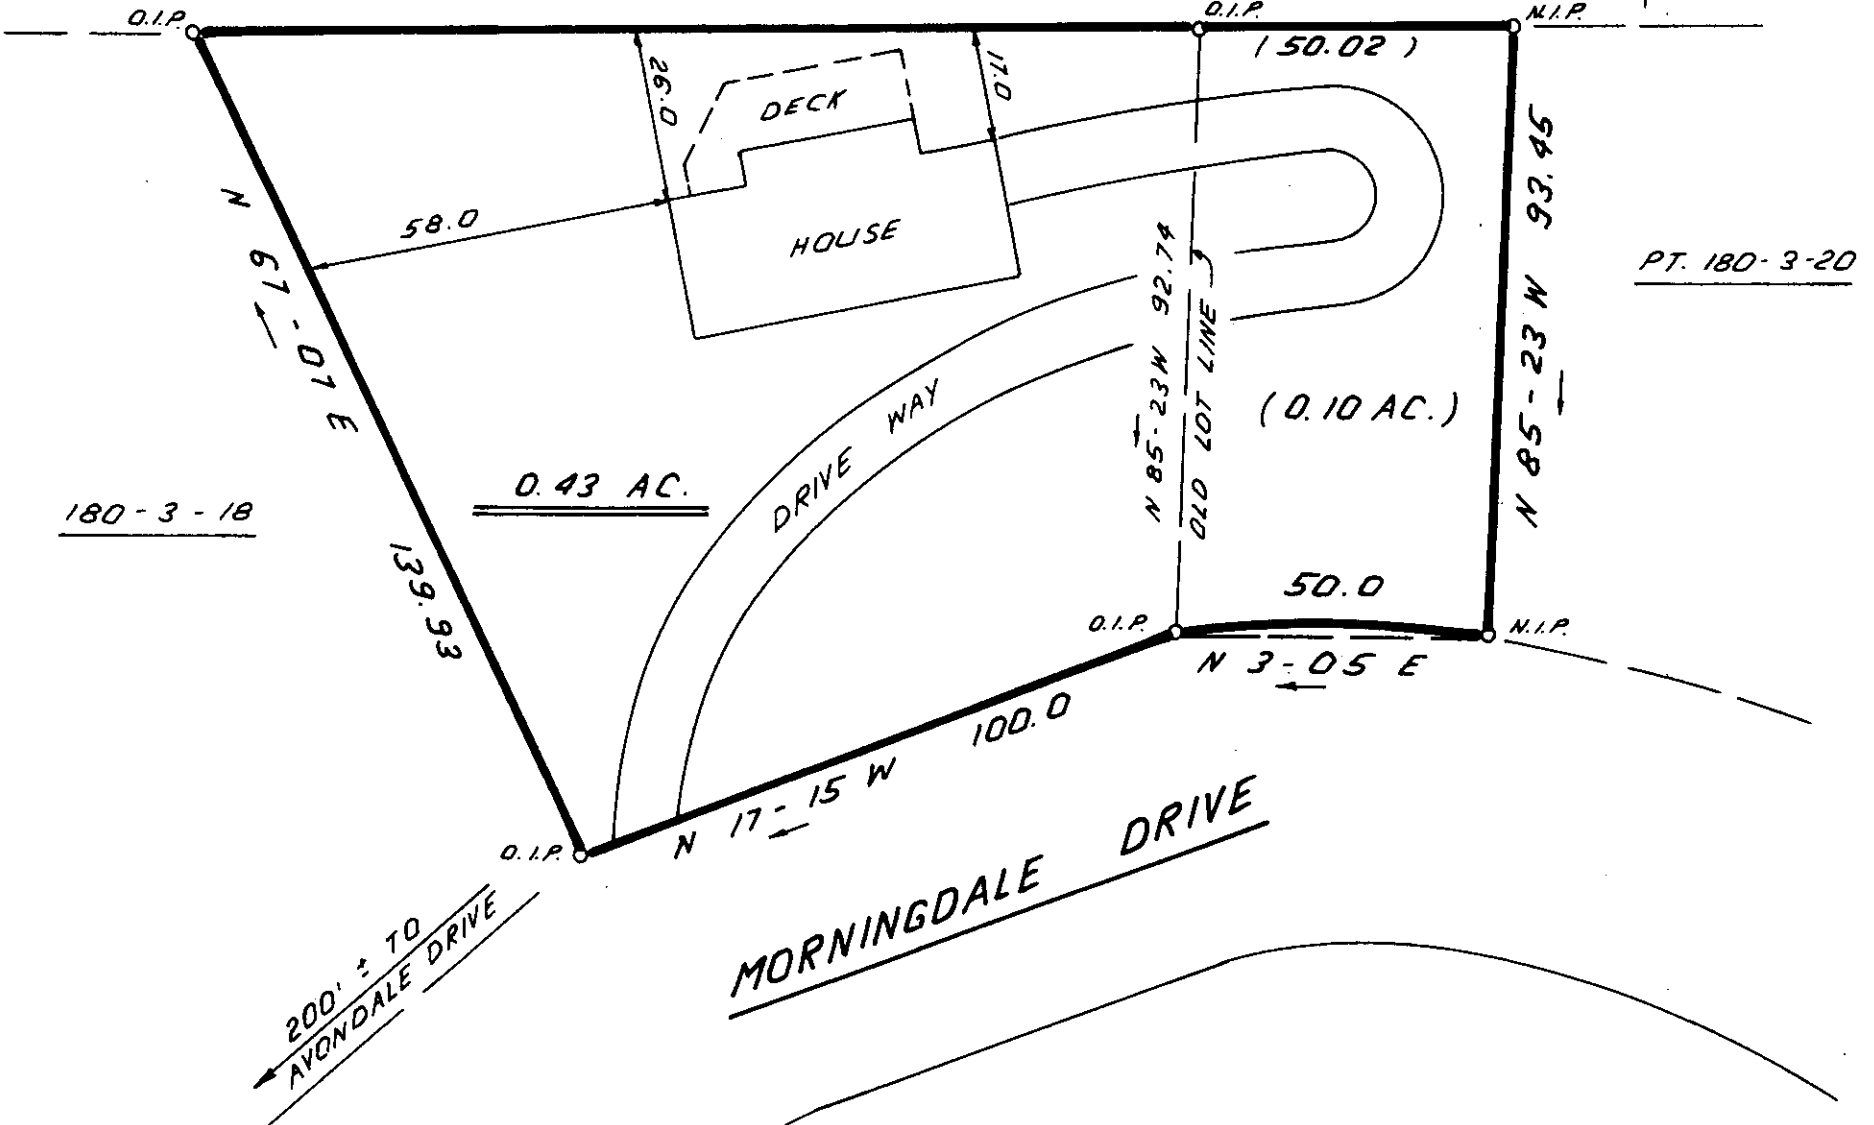 O.I.P.
O.I.P.
N.I.P.
( 50.02 )
26.0
DECK
17.0
N 67-07 E
139.93
58.0
HOUSE
N 85-23 W 92.74
OLD LOT LINE
N 85-23 W 93.45
PT. 180-3-20
( 0.10 AC. )
DRIVE WAY
0.43 AC.
180-3-18
50.0
O.I.P.
N.I.P.
N 3-05 E
100.0
N 17-15 W
O.I.P.
MORNINGDALE DRIVE
200' ± TO
AVONDALE DRIVE